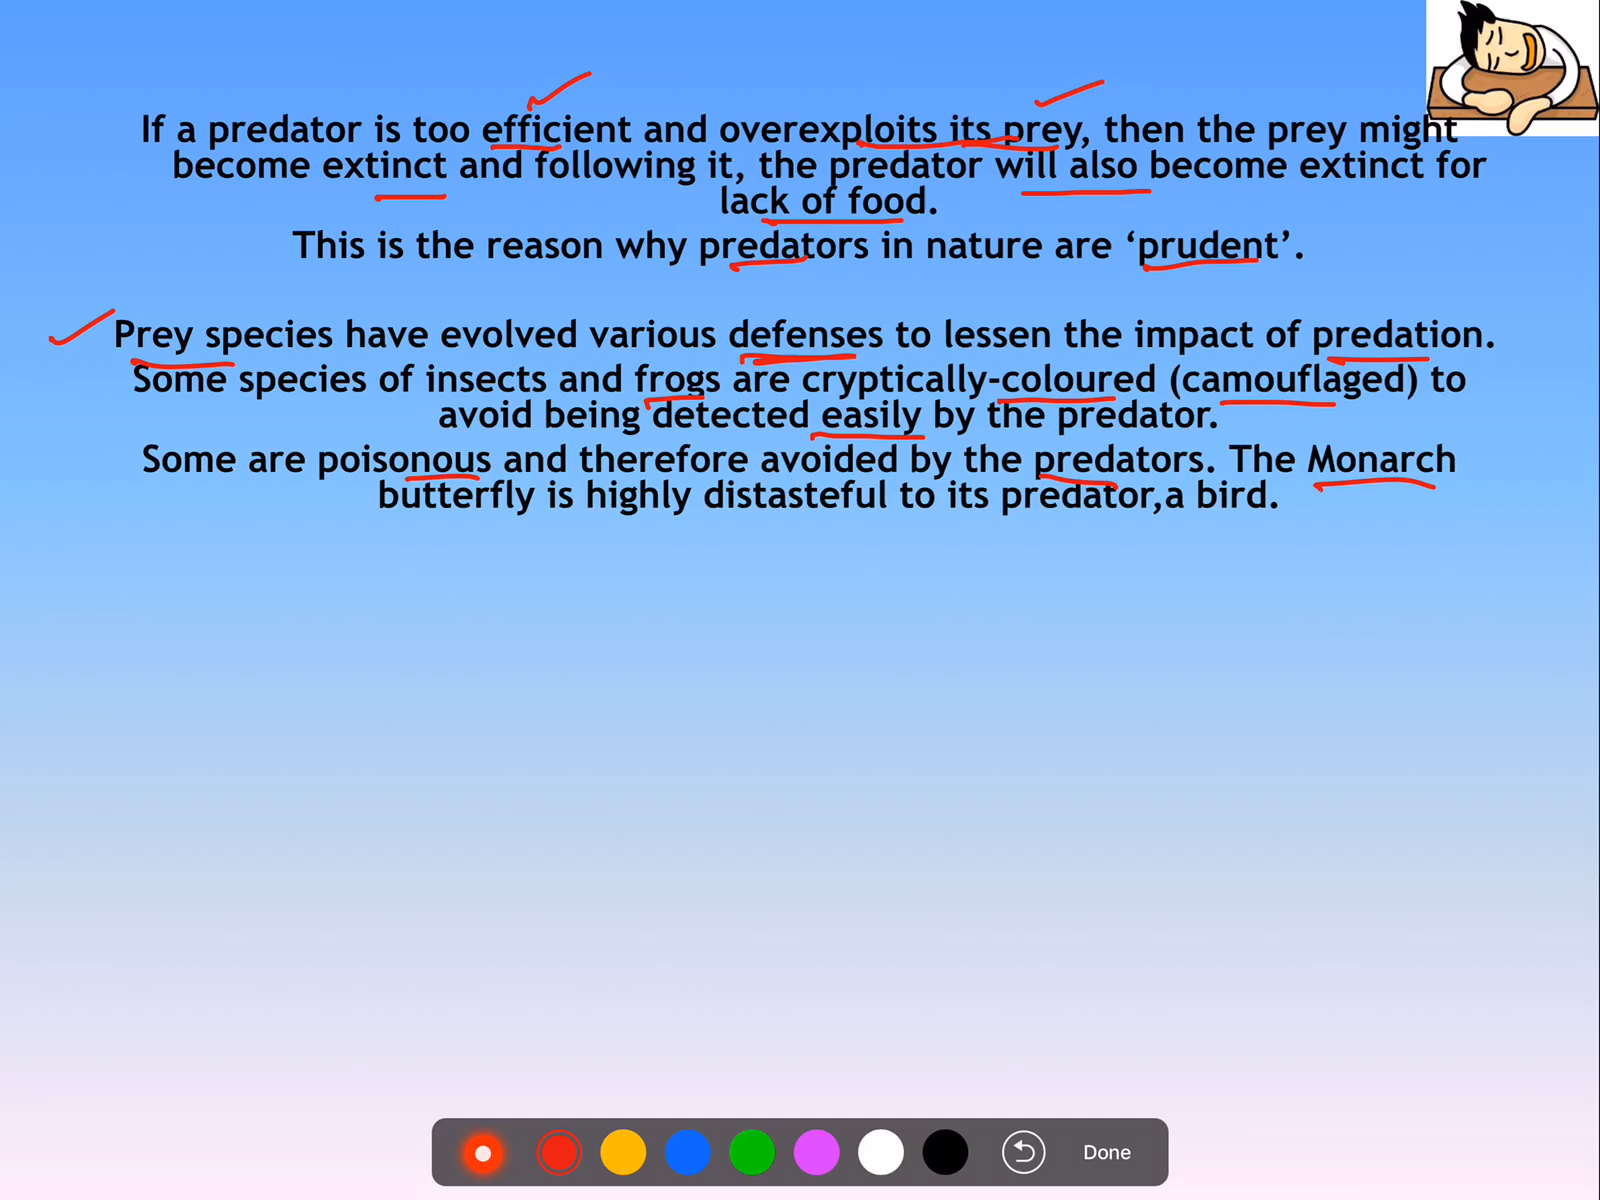 If a predator is too efficient and overexploits its prey, then the prey might
become extinct and following it, the predator will also become extinct for
lack of food.
This is the reason why predators in nature are ‘prudent’.
Prey species have evolved various defenses to lessen the impact of predation.
Some species of insects and frogs are cryptically-coloured (camouflaged) to
avoid being detected easily by the predator.
Some are poisonous and therefore avoided by the predators. The Monarch
butterfly is highly distasteful to its predator,a bird.
Done